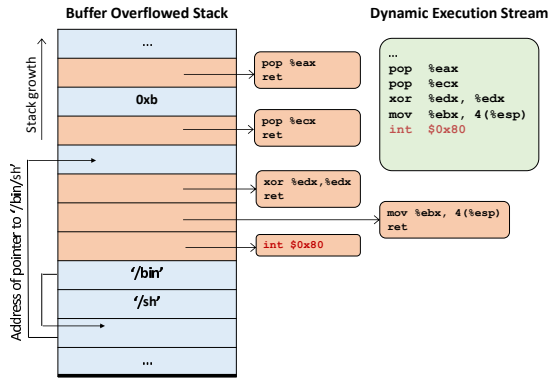 Buffer Overflowed Stack
Dynamic Execution Stream
Stack growth
Address of pointer to '/bin/sh'
...
0xb
'/bin'
'/sh'
...
pop %eax
ret
pop %ecx
ret
xor %edx,%edx
ret
mov %ebx, 4(%esp)
ret
int $0x80
...
pop %eax
pop %ecx
xor %edx, %edx
mov %ebx, 4(%esp)
int $0x80